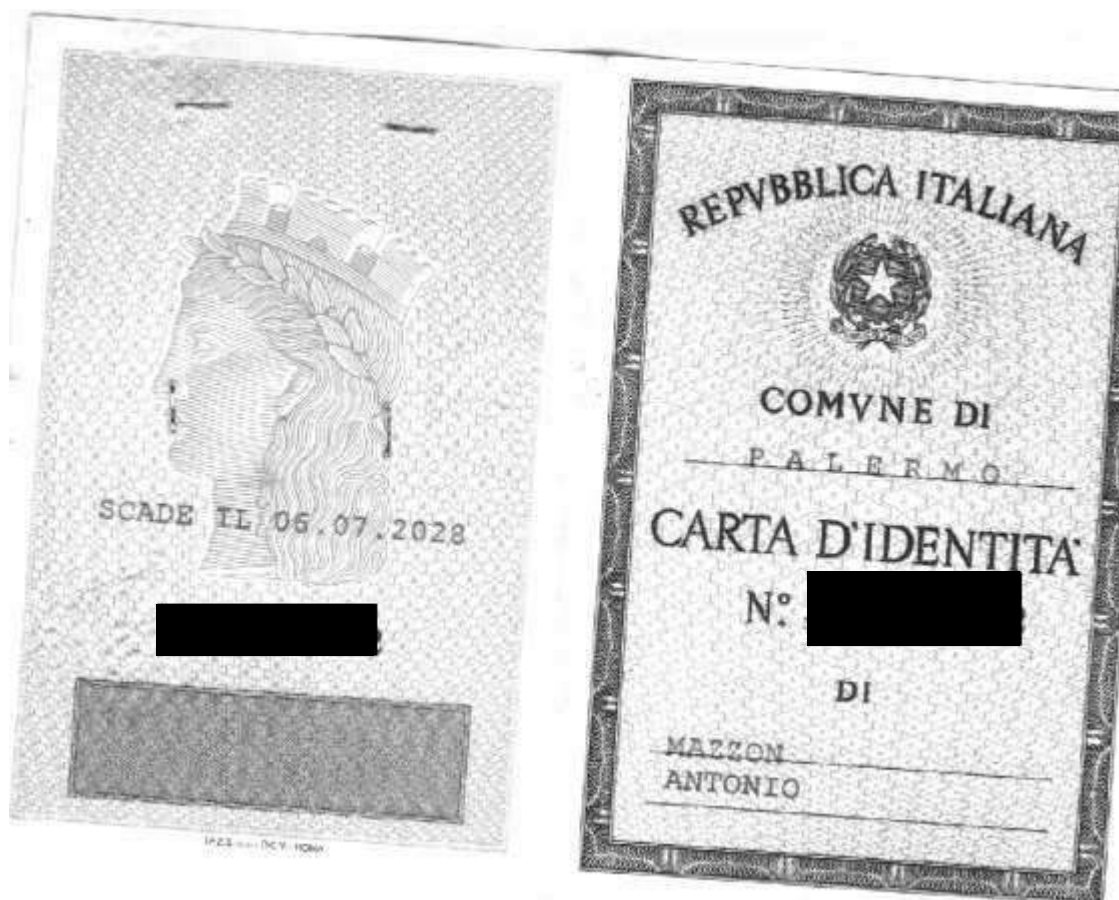 SCADE IL 06.07.2028
REPVBBLICA ITALIANA
COMVNE DI
PALERMO
CARTA D'IDENTITA'
N°
DI
MAZZON
ANTONIO